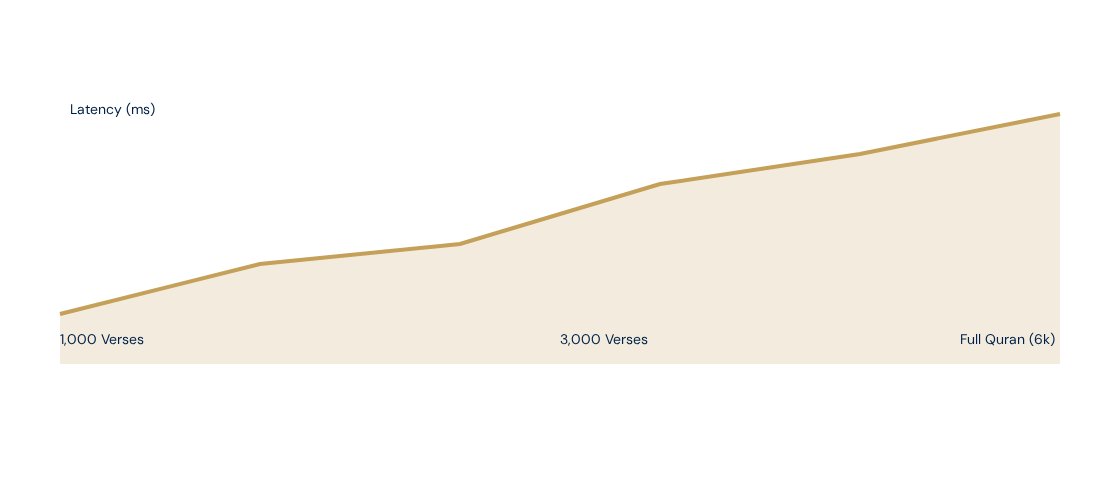 Latency (ms)
1,000 Verses
3,000 Verses
Full Quran (6k)